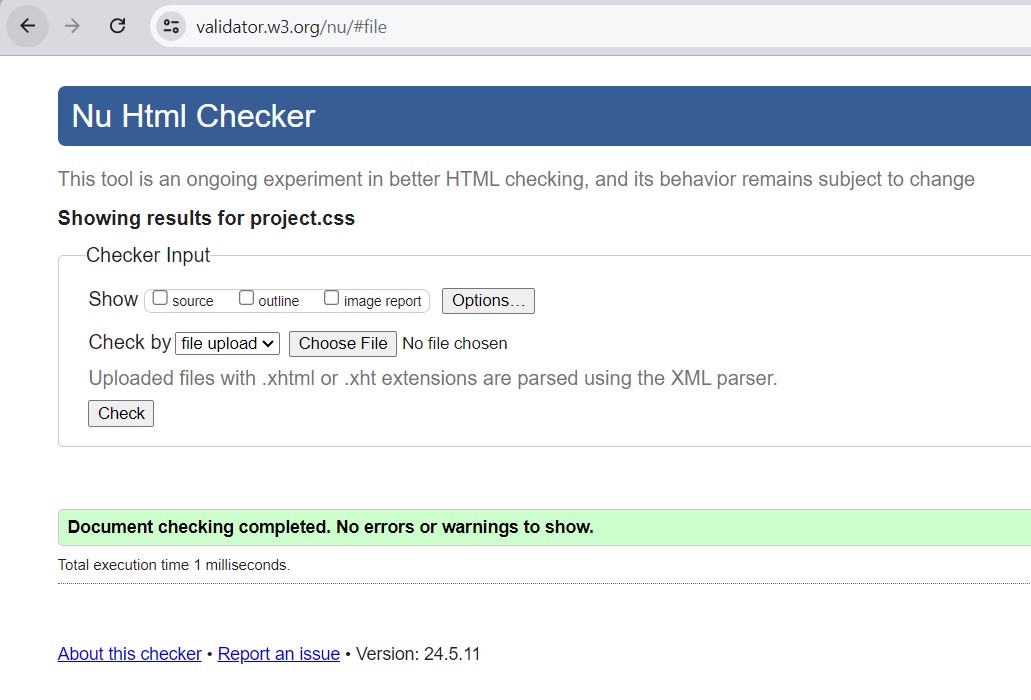 validator.w3.org/nu/#file
Nu Html Checker
This tool is an ongoing experiment in better HTML checking, and its behavior remains subject to change
Showing results for project.css
Checker Input
Show source outline image report Options...
Check by file upload Choose File No file chosen
Uploaded files with .xhtml or .xht extensions are parsed using the XML parser.
Check
Document checking completed. No errors or warnings to show.
Total execution time 1 milliseconds.
About this checker • Report an issue • Version: 24.5.11